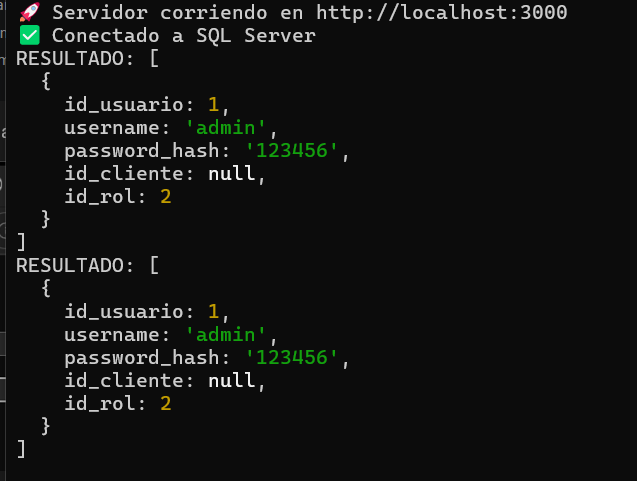 🚀 Servidor corriendo en http://localhost:3000
✅ Conectado a SQL Server
RESULTADO: [
  {
    id_usuario: 1,
    username: 'admin',
    password_hash: '123456',
    id_cliente: null,
    id_rol: 2
  }
]
RESULTADO: [
  {
    id_usuario: 1,
    username: 'admin',
    password_hash: '123456',
    id_cliente: null,
    id_rol: 2
  }
]